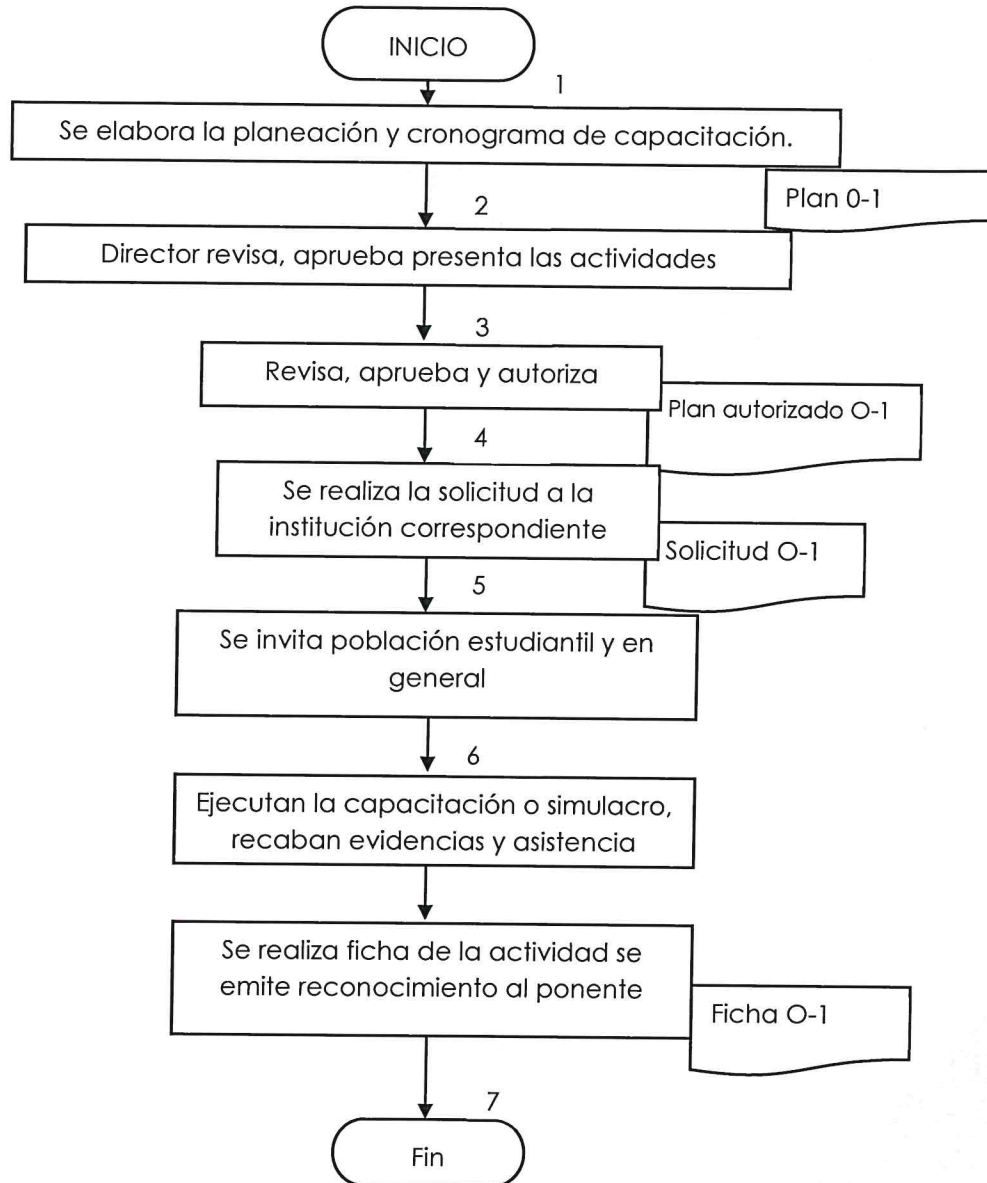 INICIO
1
Se elabora la planeación y cronograma de capacitación.
Plan 0-1
2
Director revisa, aprueba presenta las actividades
3
Revisa, aprueba y autoriza
Plan autorizado O-1
4
Se realiza la solicitud a la
institución correspondiente
Solicitud O-1
5
Se invita población estudiantil y en
general
6
Ejecutan la capacitación o simulacro,
recaban evidencias y asistencia
Se realiza ficha de la actividad se
emite reconocimiento al ponente
Ficha O-1
7
Fin